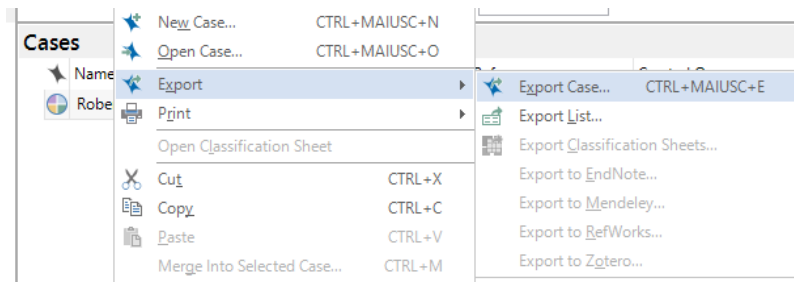 New Case... CTRL+MAIUSC+N
Cases
Open Case... CTRL+MAIUSC+O
Name
Export
Export Case... CTRL+MAIUSC+E
Robe
Print
Export List...
Open Classification Sheet
Export Classification Sheets...
Cut CTRL+X
Export to EndNote...
Copy CTRL+C
Export to Mendeley...
Paste CTRL+V
Export to RefWorks...
Merge Into Selected Case... CTRL+M
Export to Zotero...